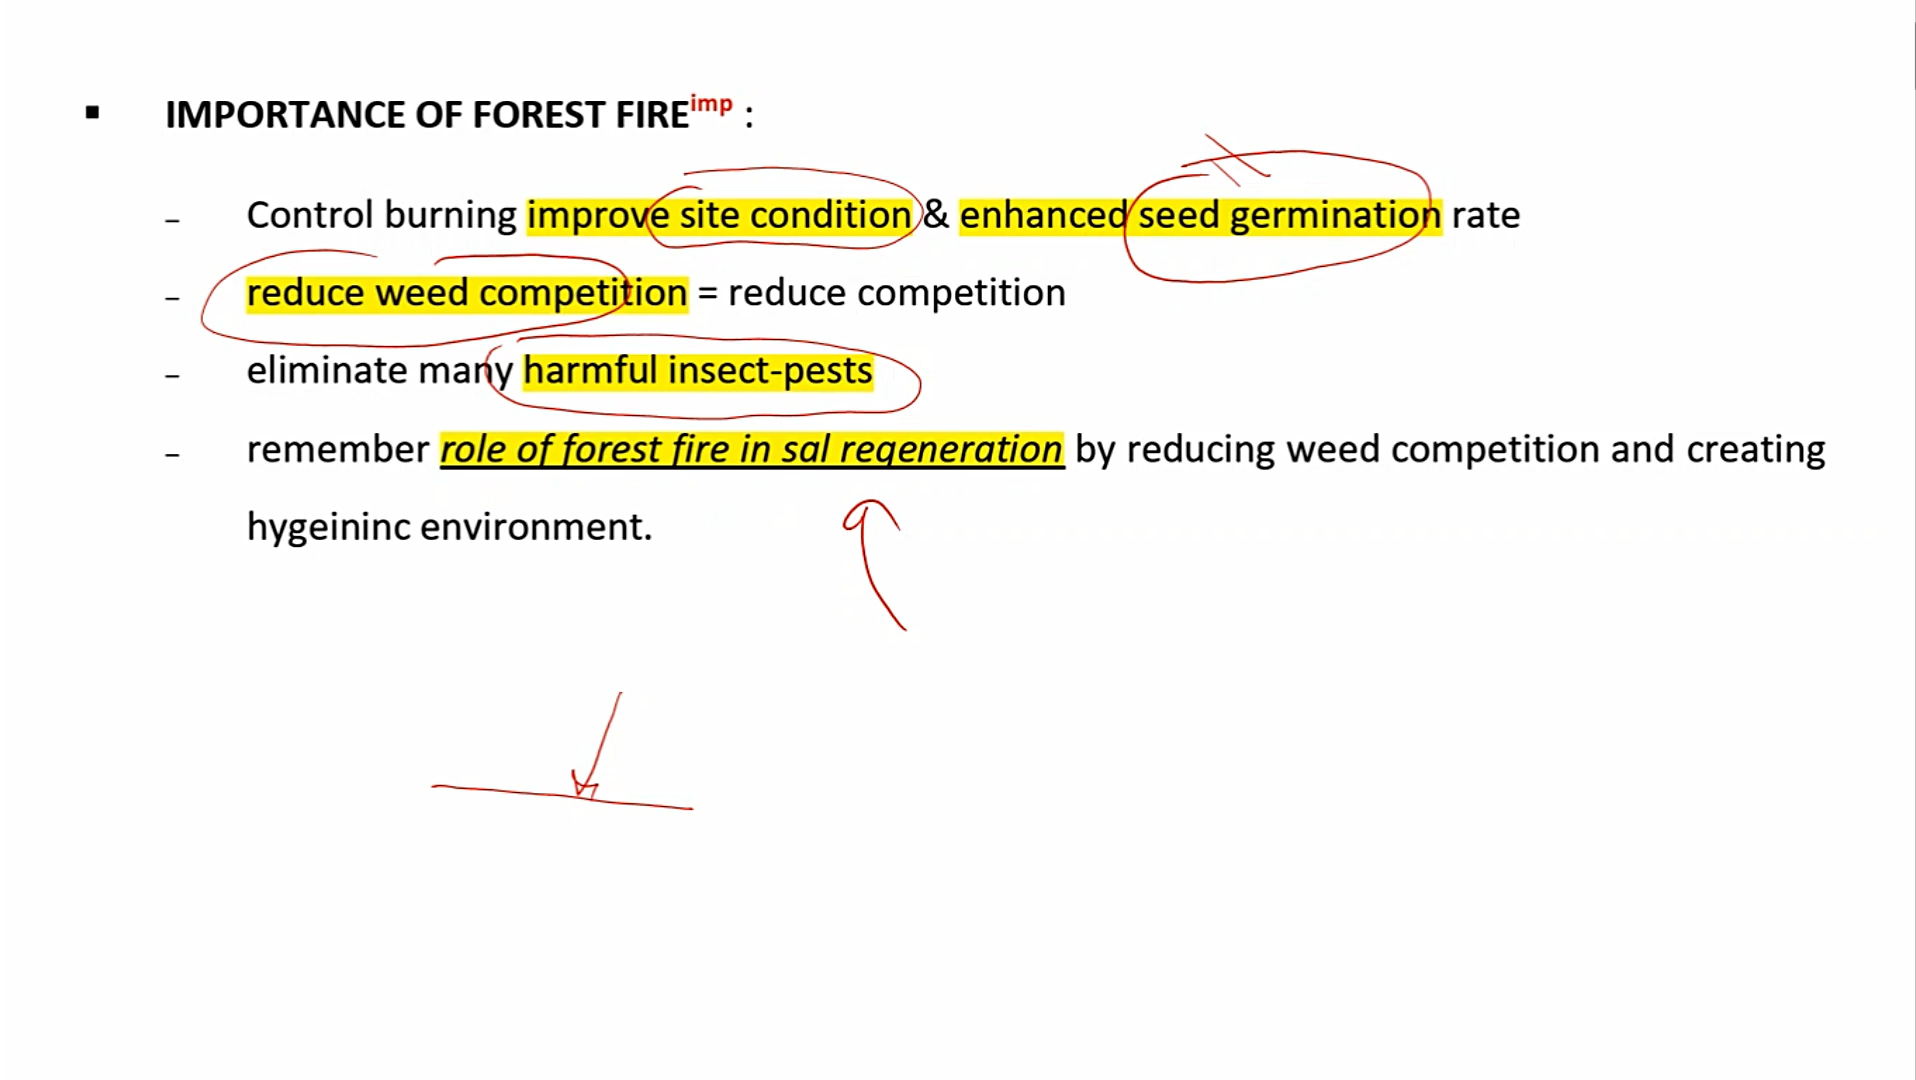 ▪ IMPORTANCE OF FOREST FIREimp :
– Control burning improve site condition & enhanced seed germination rate
– reduce weed competition = reduce competition
– eliminate many harmful insect-pests
– remember role of forest fire in sal regeneration by reducing weed competition and creating
hygeininc environment.